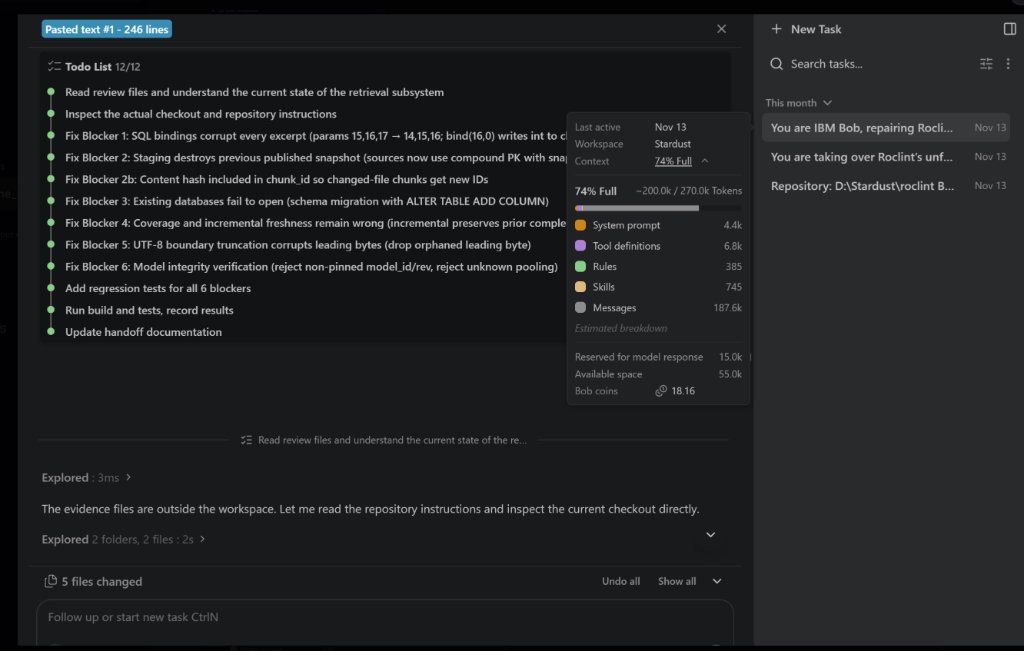 Pasted text #1 - 246 lines
Todo List 12/12
Read review files and understand the current state of the retrieval subsystem
Inspect the actual checkout and repository instructions
Fix Blocker 1: SQL bindings corrupt every excerpt (params 15,16,17 → 14,15,16; bind(16,0) writes int to cl
Fix Blocker 2: Staging destroys previous published snapshot (sources now use compound PK with snap
Fix Blocker 2b: Content hash included in chunk_id so changed-file chunks get new IDs
Fix Blocker 3: Existing databases fail to open (schema migration with ALTER TABLE ADD COLUMN)
Fix Blocker 4: Coverage and incremental freshness remain wrong (incremental preserves prior comple
Fix Blocker 5: UTF-8 boundary truncation corrupts leading bytes (drop orphaned leading byte)
Fix Blocker 6: Model integrity verification (reject non-pinned model_id/rev, reject unknown pooling)
Add regression tests for all 6 blockers
Run build and tests, record results
Update handoff documentation
Last active Nov 13
Workspace Stardust
Context 74% Full
74% Full ~200.0k / 270.0k Tokens
System prompt 4.4k
Tool definitions 6.8k
Rules 385
Skills 745
Messages 187.6k
Estimated breakdown
Reserved for model response 15.0k
Available space 55.0k
Bob coins 18.16
Read review files and understand the current state of the re...
Explored : 3ms
The evidence files are outside the workspace. Let me read the repository instructions and inspect the current checkout directly.
Explored 2 folders, 2 files : 2s
5 files changed Undo all Show all
Follow up or start new task CtrlN
New Task
Search tasks...
This month
You are IBM Bob, repairing Rocli... Nov 13
You are taking over Roclint's unf... Nov 13
Repository: D:\Stardust\roclint B... Nov 13